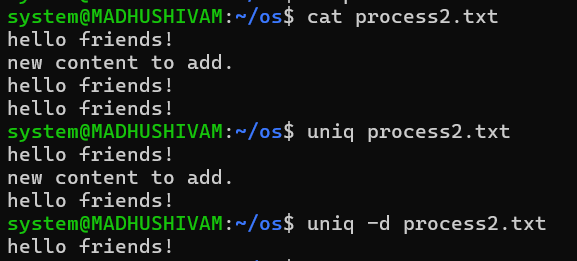 system@MADHUSHIVAM:~/os$ cat process2.txt
hello friends!
new content to add.
hello friends!
hello friends!
system@MADHUSHIVAM:~/os$ uniq process2.txt
hello friends!
new content to add.
hello friends!
system@MADHUSHIVAM:~/os$ uniq -d process2.txt
hello friends!